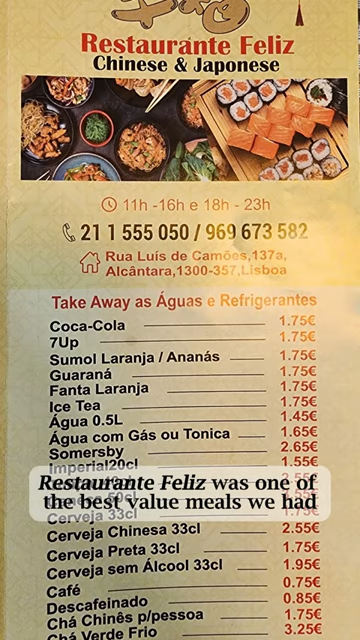 Restaurante Feliz
Chinese & Japonese
11h -16h e 18h - 23h
21 1 555 050 / 969 673 582
Rua Luís de Camões,137a,
Alcântara,1300-357,Lisboa
Take Away as Águas e Refrigerantes
Coca-Cola 1.75€
7Up 1.75€
Sumol Laranja / Ananás 1.75€
Guaraná 1.75€
Fanta Laranja 1.75€
Ice Tea 1.75€
Água 0.5L 1.45€
Água com Gás ou Tonica 1.65€
Somersby 2.65€
Imperial20cl 1.55€
Restaurante Feliz was one of
the best value meals we had
Cerveja 33cl 1.75€
Cerveja Chinesa 33cl 2.55€
Cerveja Preta 33cl 1.75€
Cerveja sem Álcool 33cl 1.95€
Café 0.75€
Descafeinado 0.85€
Chá Chinês p/pessoa 1.75€
Chá Verde Frio 3.25€